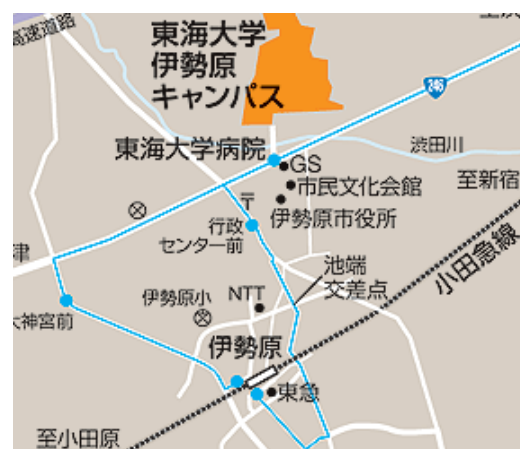 高速道路
東海大学
伊勢原
キャンパス
246
東海大学病院
GS
渋田川
市民文化会館
至新宿
伊勢原市役所
〒
行政
センター前
小田急線
池端
交差点
伊勢原小
NTT
大神宮前
伊勢原
東急
至小田原